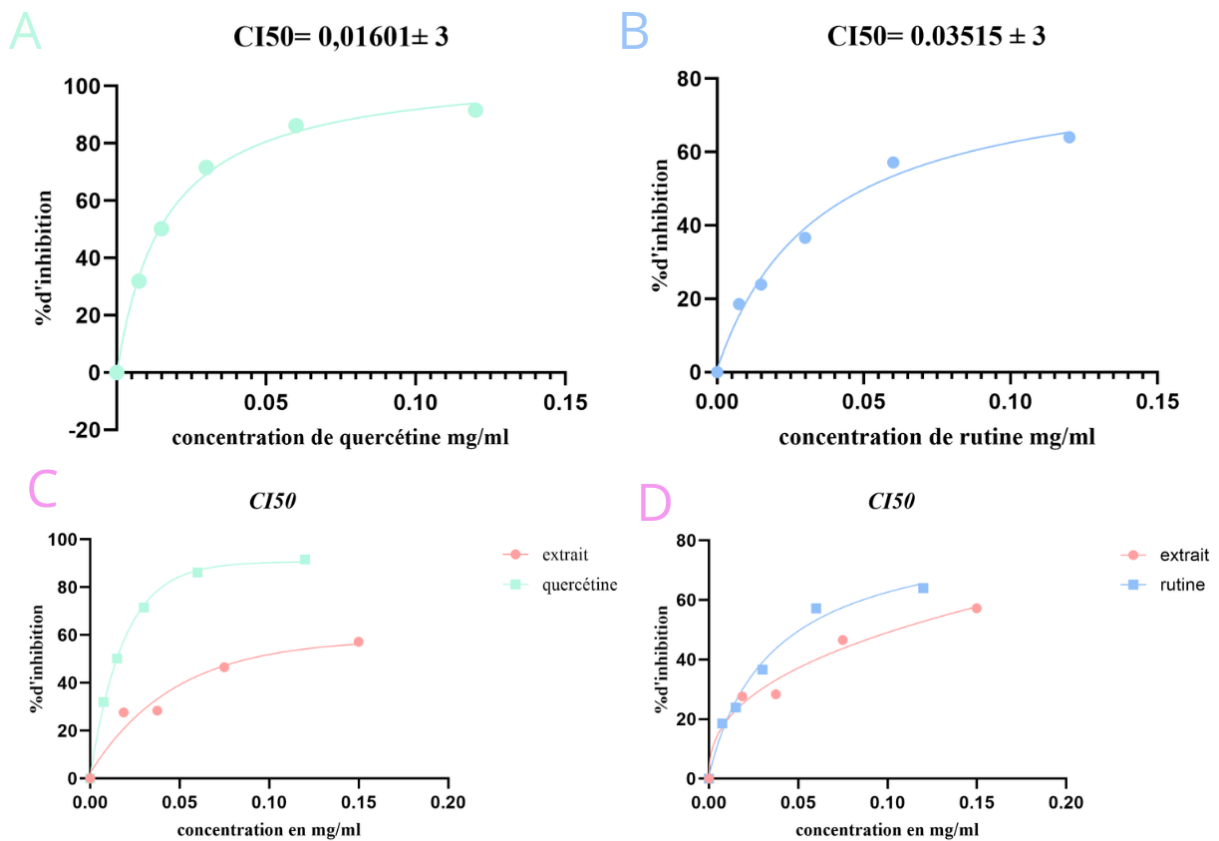 A
CI50= 0,01601± 3
%d'inhibition
100
80
60
40
20
0
-20
0.05
0.10
0.15
concentration de quercétine mg/ml
B
CI50= 0.03515 ± 3
%d'inhibition
80
60
40
20
0
0.00
0.05
0.10
0.15
concentration de rutine mg/ml
C
CI50
%d'inhibition
100
80
60
40
20
0
0.00
0.05
0.10
0.15
0.20
concentration en mg/ml
extrait
quercétine
D
CI50
%d'inhibition
80
60
40
20
0
0.00
0.05
0.10
0.15
0.20
concentration en mg/ml
extrait
rutine